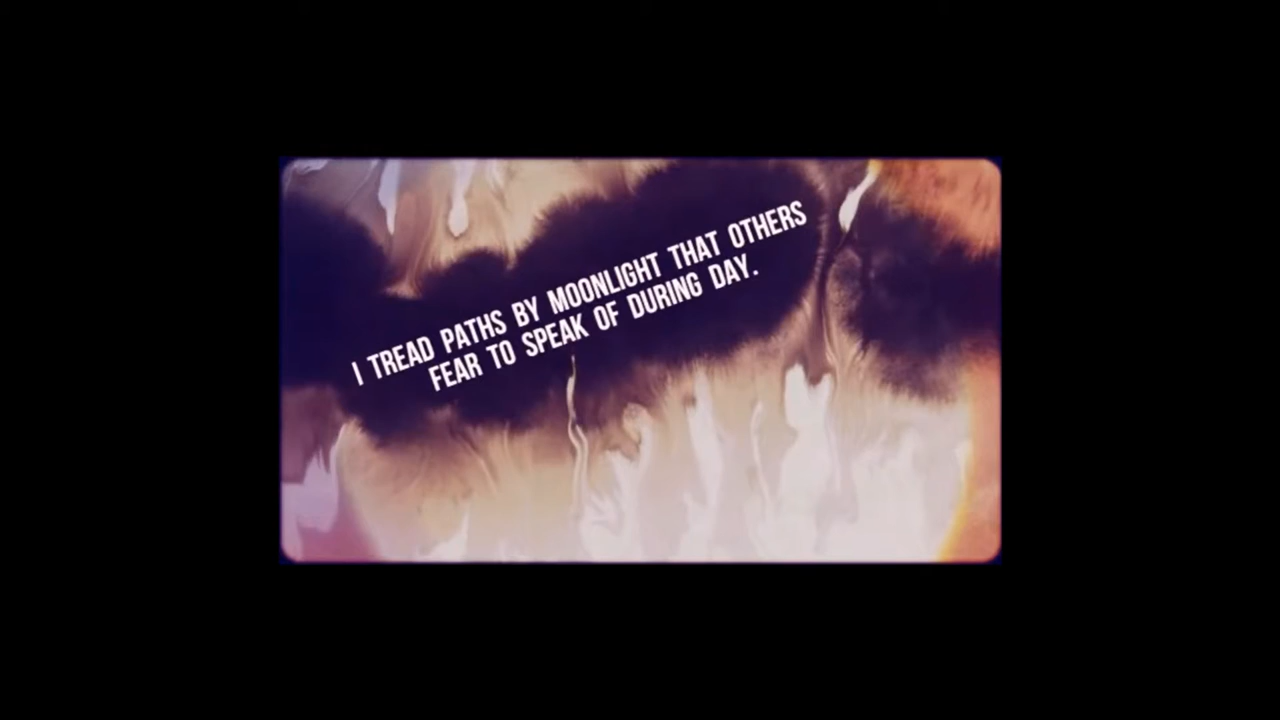 I TREAD PATHS BY MOONLIGHT THAT OTHERS
FEAR TO SPEAK OF DURING DAY.